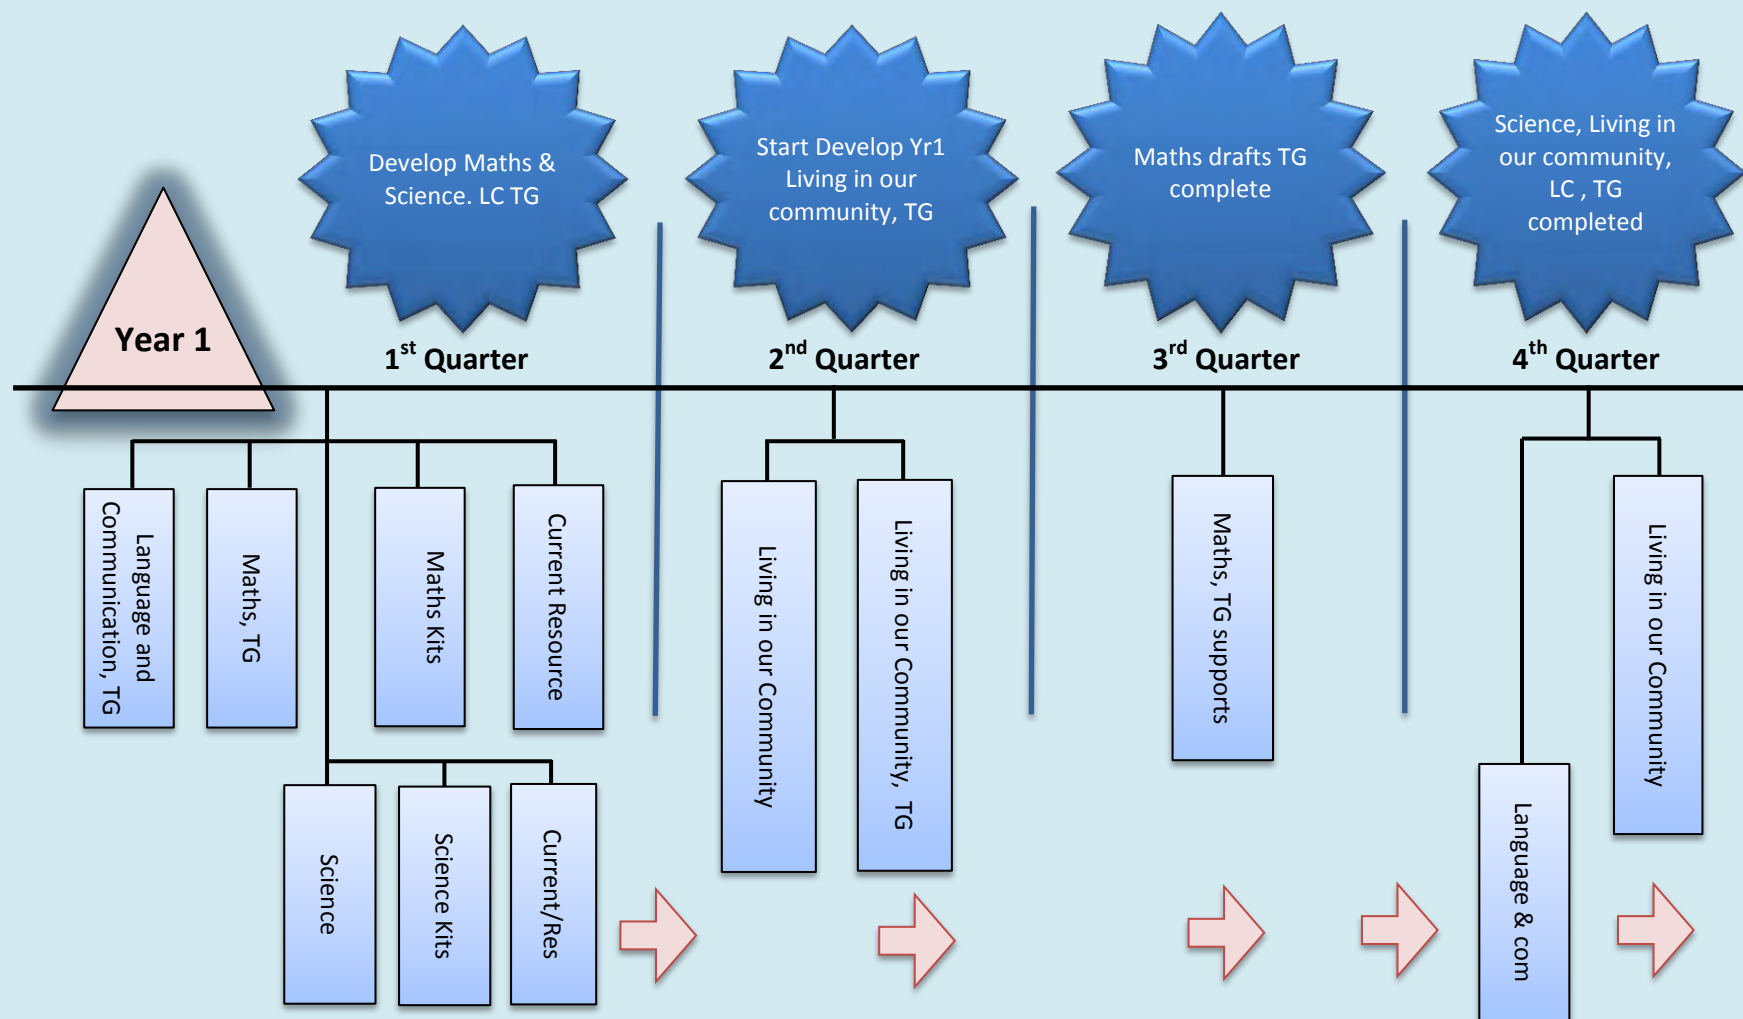 Develop Maths &
Science. LC TG
Start Develop Yr1
Living in our
community, TG
Maths drafts TG
complete
Science, Living in
our community,
LC , TG
completed
Year 1
1st Quarter
2nd Quarter
3rd Quarter
4th Quarter
Language and
Communication, TG
Maths, TG
Maths Kits
Current Resource
Living in our Community
Living in our Community, TG
Maths, TG supports
Living in our Community
Science
Science Kits
Current/Res
Language & com